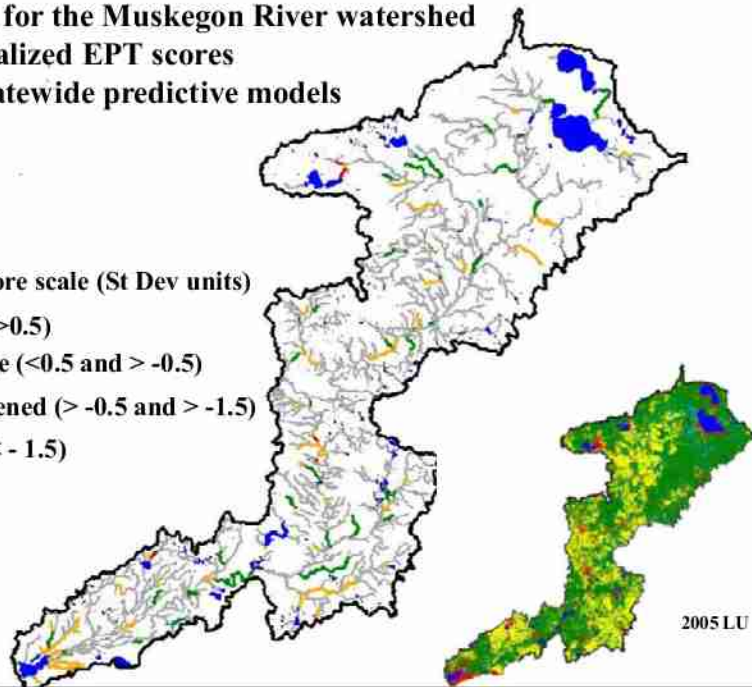 for the Muskegon River watershed
alized EPT scores
atewide predictive models
ore scale (St Dev units)
>0.5)
e (<0.5 and > -0.5)
ened (> -0.5 and > -1.5)
- 1.5)
2005 LU